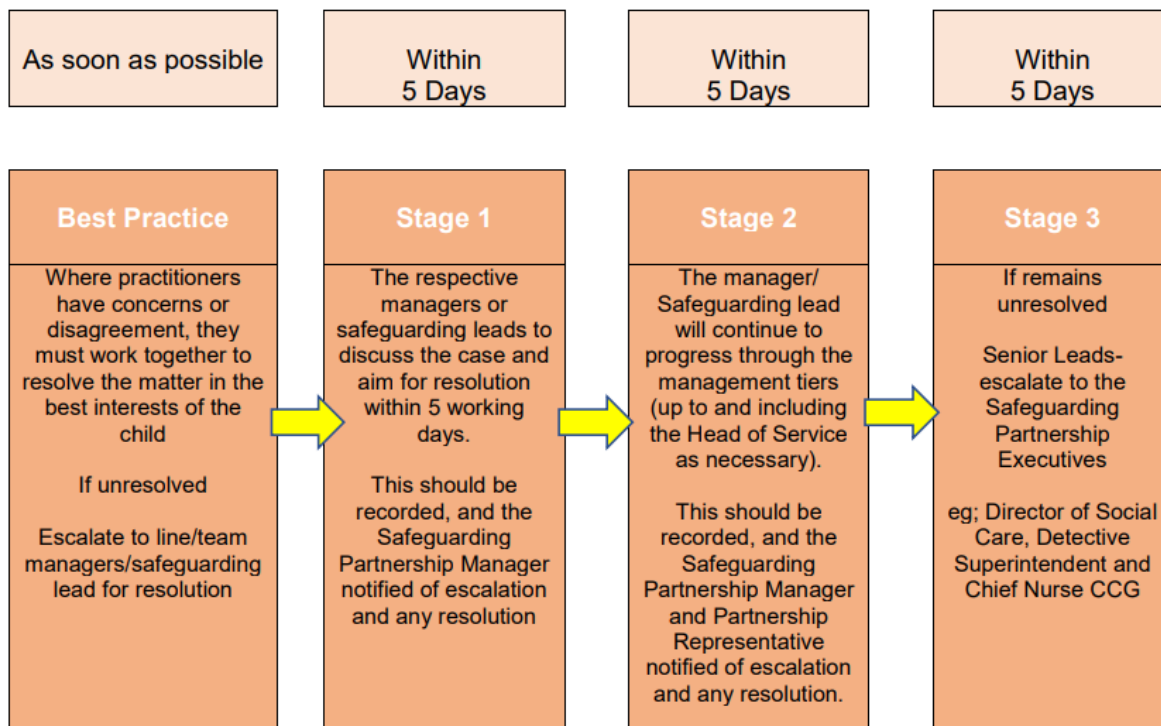 As soon as possible
Within
5 Days
Within
5 Days
Within
5 Days
Best Practice
Where practitioners
have concerns or
disagreement, they
must work together to
resolve the matter in the
best interests of the
child
If unresolved
Escalate to line/team
managers/safeguarding
lead for resolution
Stage 1
The respective
managers or
safeguarding leads to
discuss the case and
aim for resolution
within 5 working
days.
This should be
recorded, and the
Safeguarding
Partnership Manager
notified of escalation
and any resolution
Stage 2
The manager/
Safeguarding lead
will continue to
progress through the
management tiers
(up to and including
the Head of Service
as necessary).
This should be
recorded, and the
Safeguarding
Partnership Manager
and Partnership
Representative
notified of escalation
and any resolution.
Stage 3
If remains
unresolved
Senior Leads-
escalate to the
Safeguarding
Partnership
Executives
eg; Director of Social
Care, Detective
Superintendent and
Chief Nurse CCG